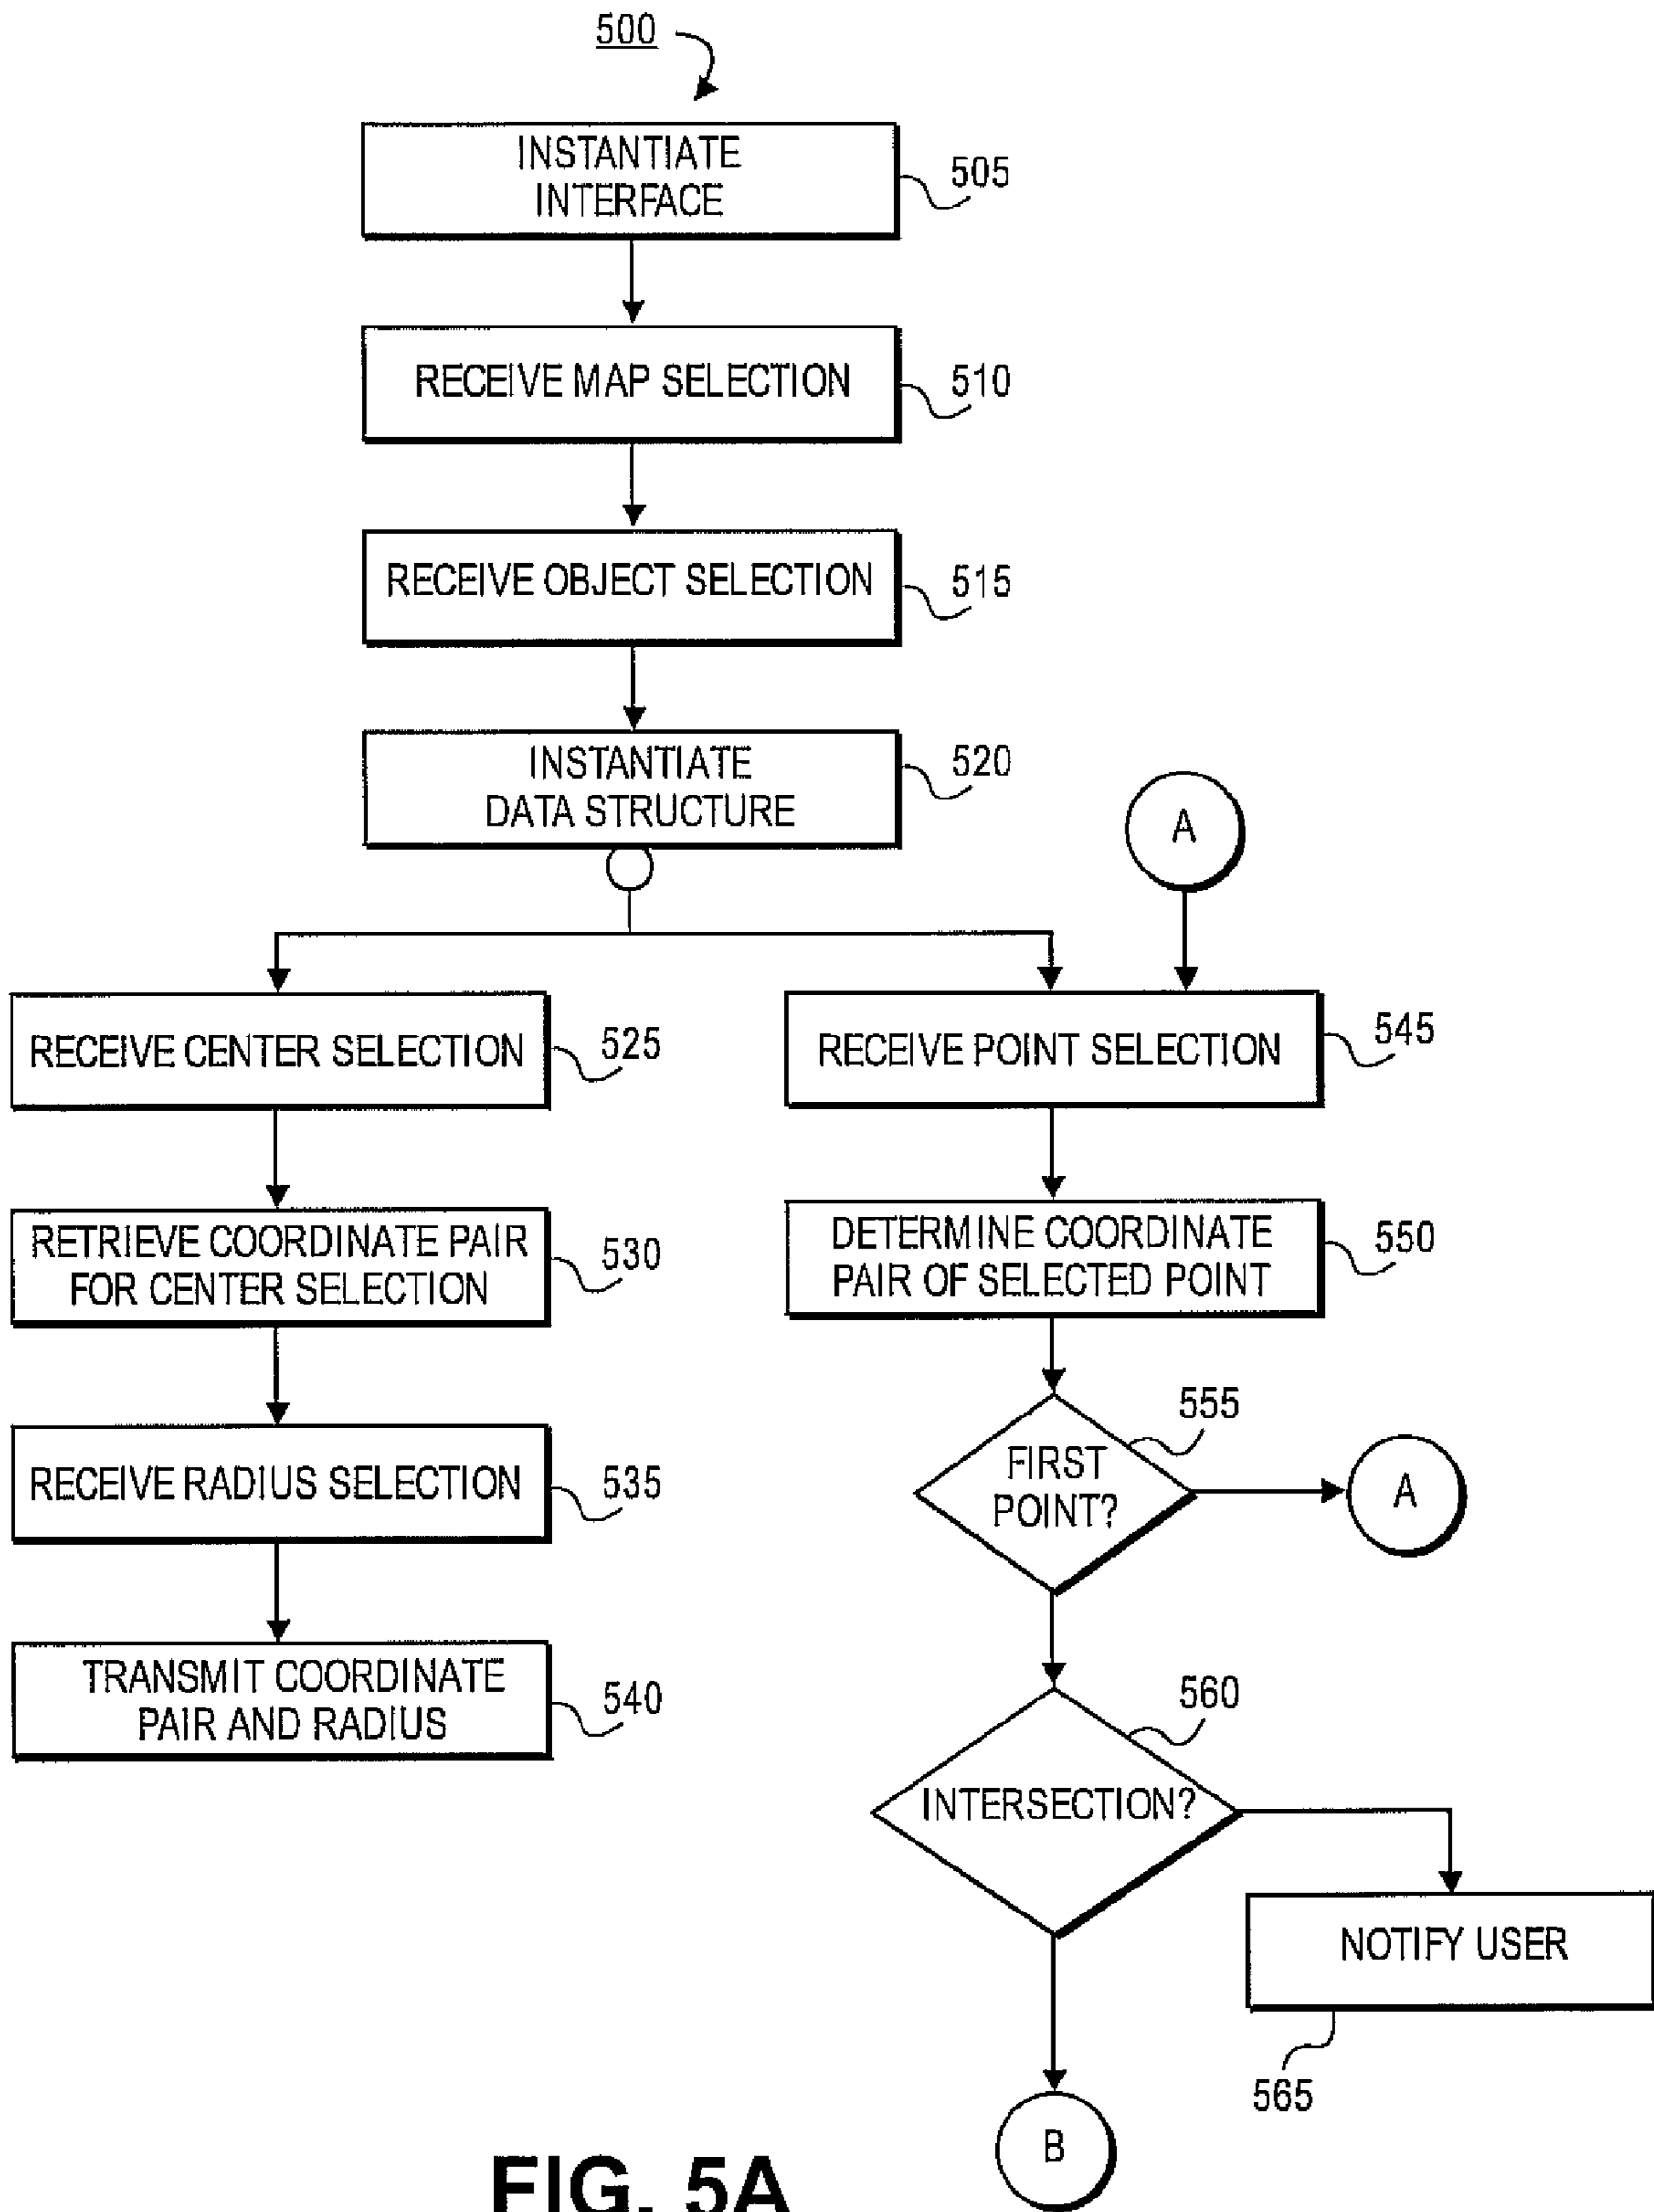 500
INSTANTIATE
INTERFACE
505
RECEIVE MAP SELECTION
510
RECEIVE OBJECT SELECTION
515
INSTANTIATE
DATA STRUCTURE
520
A
RECEIVE CENTER SELECTION
525
RECEIVE POINT SELECTION
545
RETRIEVE COORDINATE PAIR
FOR CENTER SELECTION
530
DETERMINE COORDINATE
PAIR OF SELECTED POINT
550
RECEIVE RADIUS SELECTION
535
FIRST
POINT?
555
A
TRANSMIT COORDINATE
PAIR AND RADIUS
540
INTERSECTION?
560
NOTIFY USER
565
B
FIG. 5A